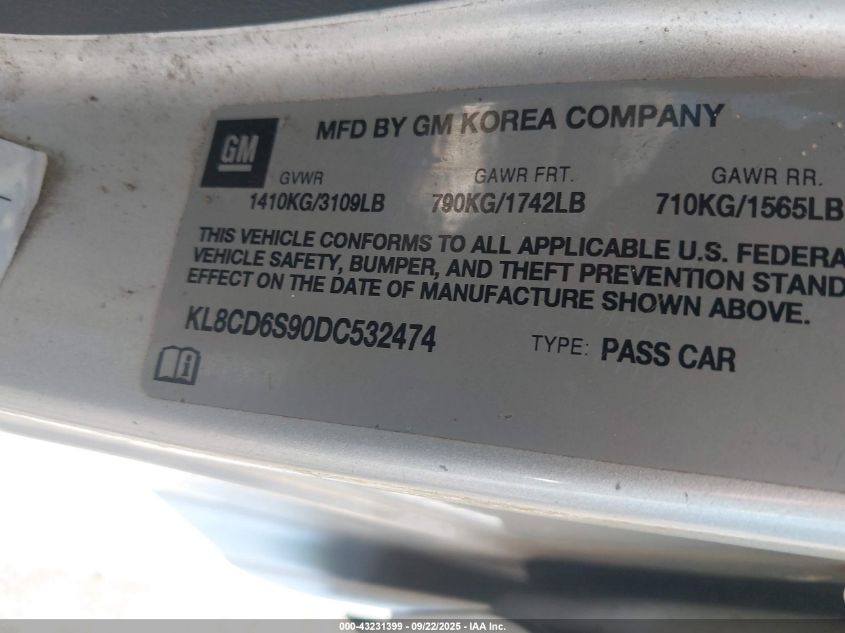 MFD BY GM KOREA COMPANY
GM
GVWR GAWR FRT. GAWR RR.
1410KG/3109LB 790KG/1742LB 710KG/1565LB
THIS VEHICLE CONFORMS TO ALL APPLICABLE U.S. FEDERA
VEHICLE SAFETY, BUMPER, AND THEFT PREVENTION STAND
EFFECT ON THE DATE OF MANUFACTURE SHOWN ABOVE.
KL8CD6S90DC532474 TYPE: PASS CAR
000-43231399 - 09/22/2025 - IAA Inc.